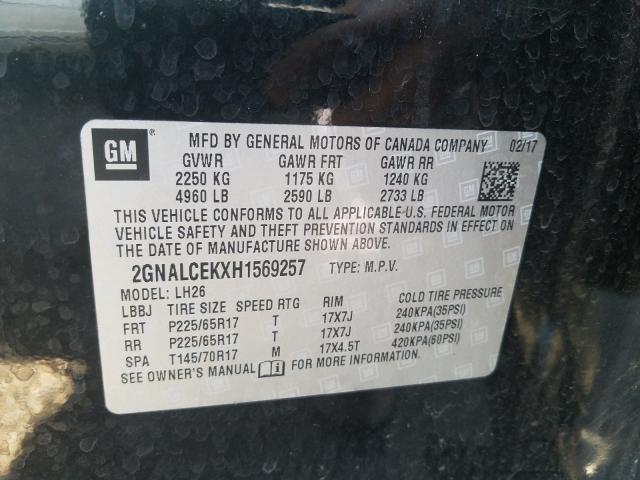 GM ®
MFD BY GENERAL MOTORS OF CANADA COMPANY 02/17
GVWR GAWR FRT GAWR RR
2250 KG 1175 KG 1240 KG
4960 LB 2590 LB 2733 LB
THIS VEHICLE CONFORMS TO ALL APPLICABLE U.S. FEDERAL MOTOR
VEHICLE SAFETY AND THEFT PREVENTION STANDARDS IN EFFECT ON
THE DATE OF MANUFACTURE SHOWN ABOVE.
2GNALCEKXH1569257 TYPE: M.P.V.
MODEL: LH26
LBBJ TIRE SIZE SPEED RTG RIM COLD TIRE PRESSURE
FRT P225/65R17 T 17X7J 240KPA(35PSI)
RR P225/65R17 T 17X7J 240KPA(35PSI)
SPA T145/70R17 M 17X4.5T 420KPA(60PSI)
SEE OWNER'S MANUAL i FOR MORE INFORMATION.